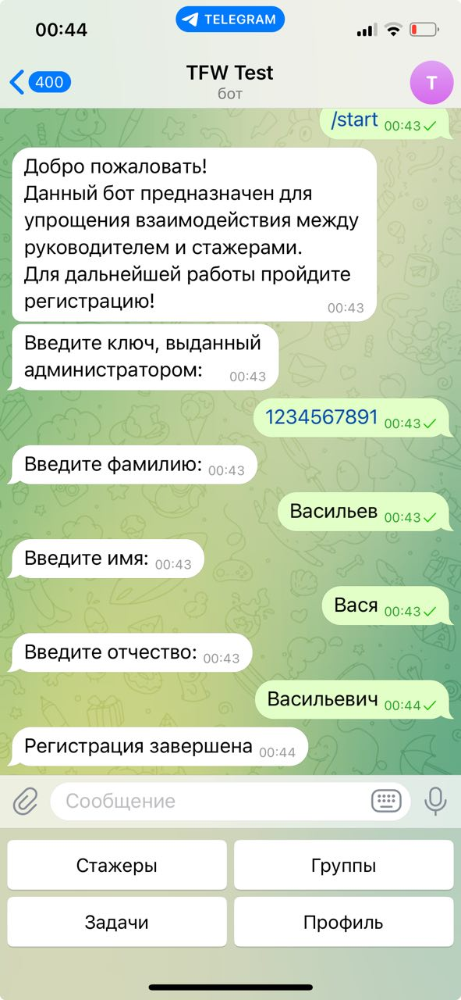 00:44
TELEGRAM
400
TFW Test
бот
T
/start 00:43
Добро пожаловать!
Данный бот предназначен для
упрощения взаимодействия между
руководителем и стажерами.
Для дальнейшей работы пройдите
регистрацию! 00:43
Введите ключ, выданный
администратором: 00:43
1234567891 00:43
Введите фамилию: 00:43
Васильев 00:43
Введите имя: 00:43
Вася 00:43
Введите отчество: 00:43
Васильевич 00:44
Регистрация завершена 00:44
Сообщение
Стажеры Группы
Задачи Профиль